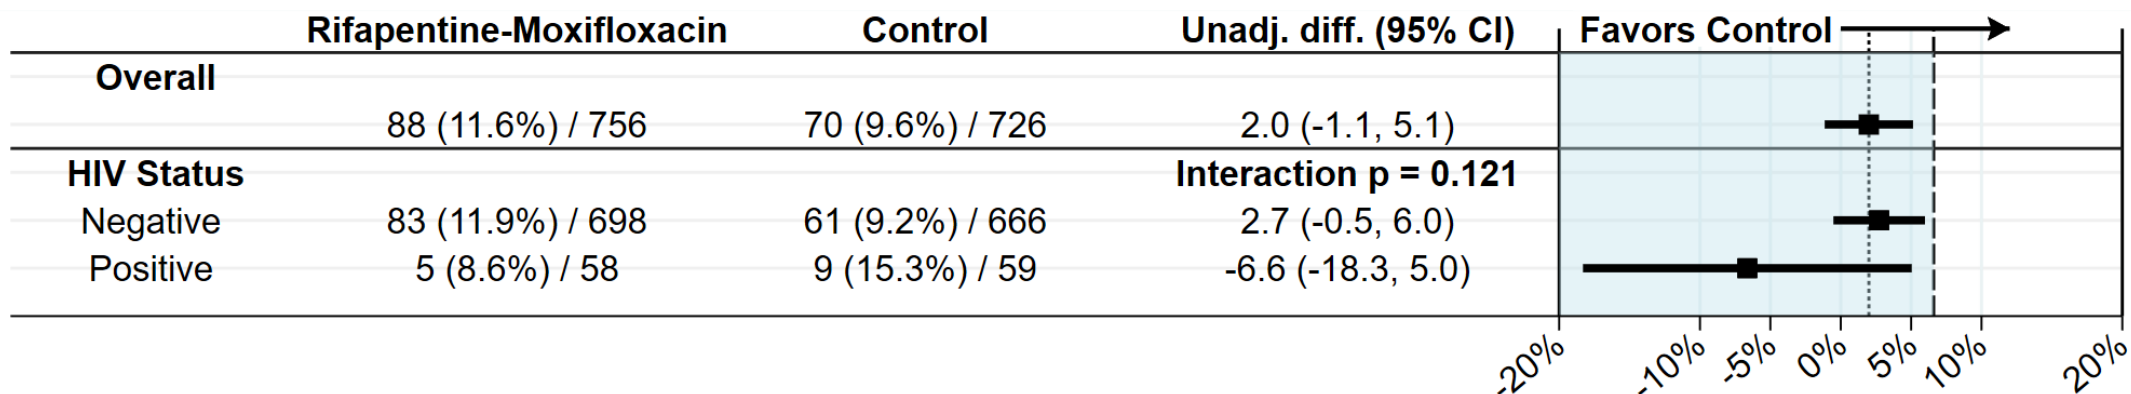 Rifapentine-Moxifloxacin Control Unadj. diff. (95% CI) Favors Control
Overall
88 (11.6%) / 756 70 (9.6%) / 726 2.0 (-1.1, 5.1)
HIV Status Interaction p = 0.121
Negative 83 (11.9%) / 698 61 (9.2%) / 666 2.7 (-0.5, 6.0)
Positive 5 (8.6%) / 58 9 (15.3%) / 59 -6.6 (-18.3, 5.0)
-20% -10% -5% 0% 5% 10% 20%